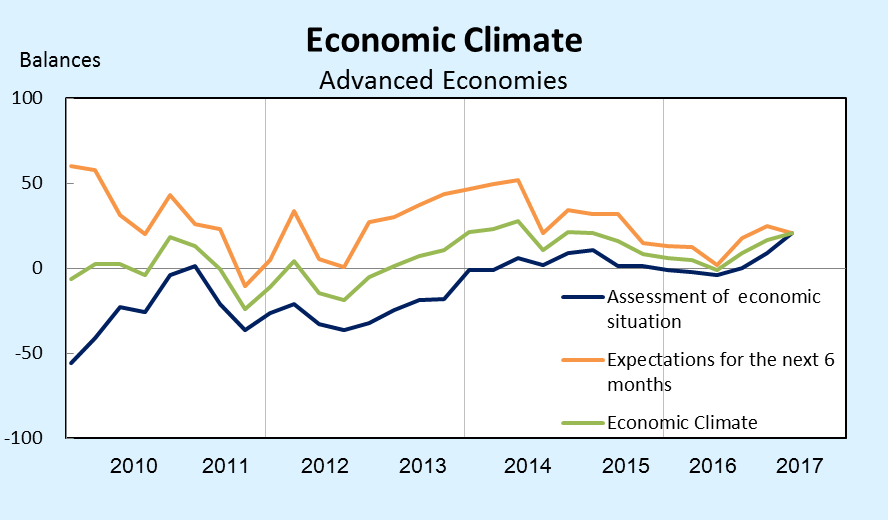 Economic Climate
Balances
Advanced Economies
100
50
0
-50
-100
Assessment of economic
situation
Expectations for the next 6
months
Economic Climate
2010 2011 2012 2013 2014 2015 2016 2017